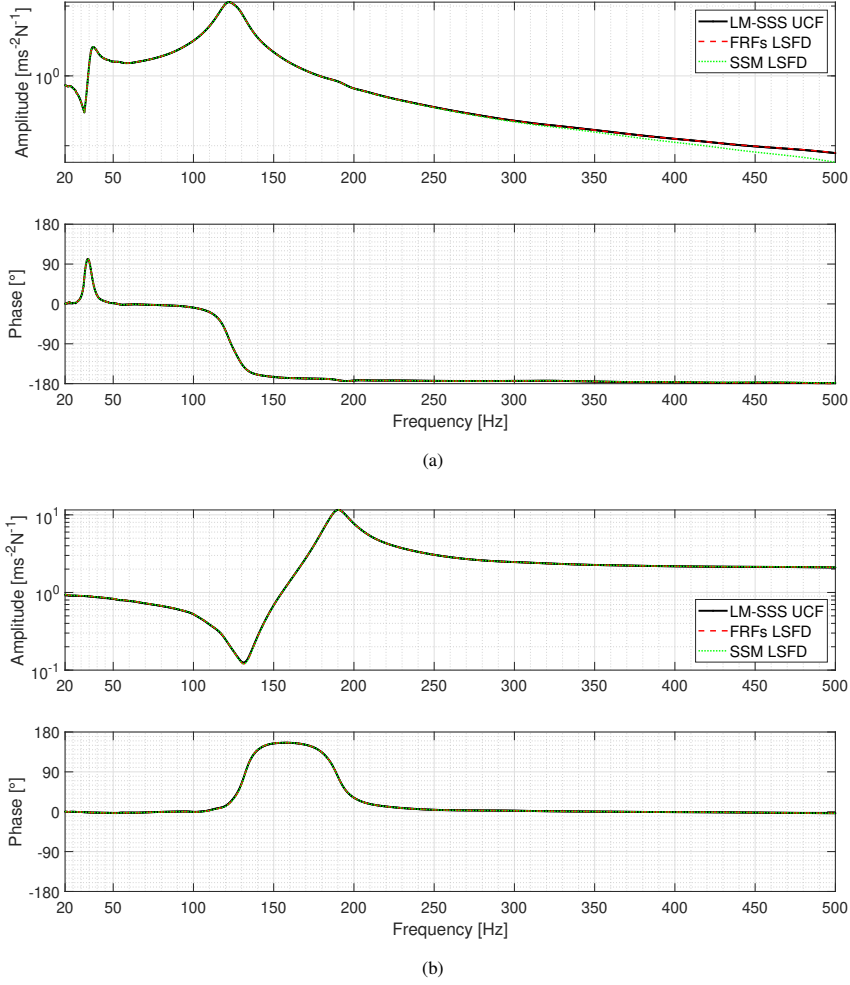 Amplitude [ms⁻²N⁻¹]
10⁰
LM-SSS UCF
FRFs LSFD
SSM LSFD
20 50 100 150 200 250 300 350 400 450 500
Phase [°]
180
90
0
-90
-180
20 50 100 150 200 250 300 350 400 450 500
Frequency [Hz]
(a)
Amplitude [ms⁻²N⁻¹]
10¹
10⁰
10⁻¹
LM-SSS UCF
FRFs LSFD
SSM LSFD
20 50 100 150 200 250 300 350 400 450 500
Phase [°]
180
90
0
-90
-180
20 50 100 150 200 250 300 350 400 450 500
Frequency [Hz]
(b)